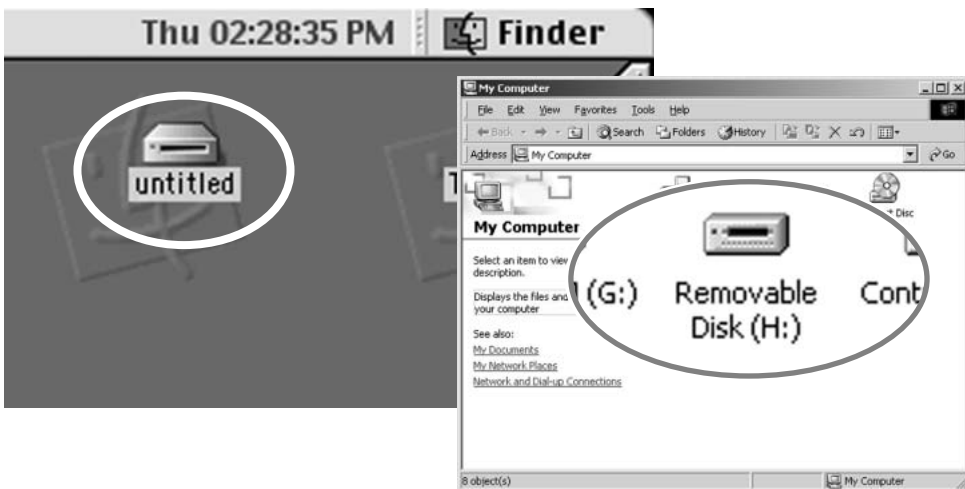 Thu 02:28:35 PM Finder
untitled
My Computer
File Edit View Favorites Tools Help
Back Search Folders History
Address My Computer Go
My Computer
Disc
Select an item to view
description.
Displays the files and
your computer
See also:
My Documents
My Network Places
Network and Dial-up Connections
(G:)
Removable
Disk (H:)
Cont
8 object(s) My Computer